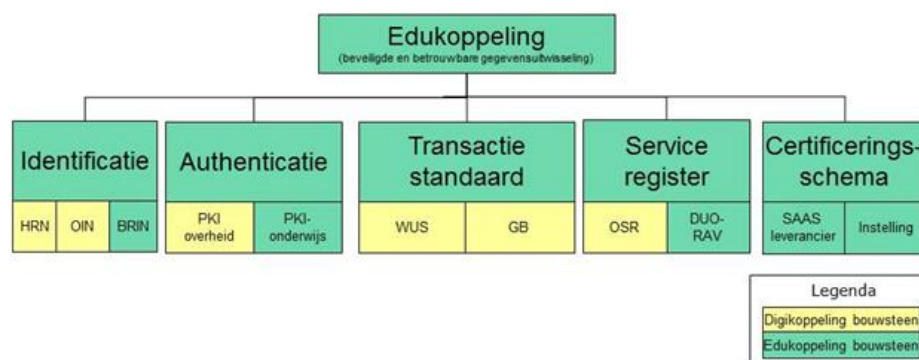 Edukoppeling
(beveiligde en betrouwbare gegevensuitwisseling)
Identificatie
HRN
OIN
BRIN
Authenticatie
PKI
overheid
PKI-
onderwijs
Transactie
standaard
WUS
GB
Service
register
OSR
DUO-
RAV
Certificerings-
schema
SAAS
leverancier
Instelling
Legenda
Digikoppeling bouwsteen
Edukoppeling bouwsteen